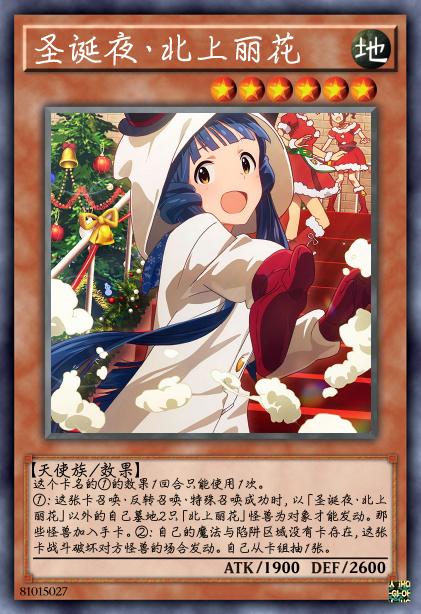 圣诞夜·北上丽花
地
【天使族/效果】
这个卡名的①的效果1回合只能使用1次。
①：这张卡召唤·反转召唤·特殊召唤成功时，以「圣诞夜·北上
丽花」以外的自己墓地2只「北上丽花」怪兽为对象才能发动。那
些怪兽加入手卡。②：自己的魔法与陷阱区域没有卡存在，这张
卡战斗破坏对方怪兽的场合发动。自己从卡组抽1张。
ATK/1900 DEF/2600
81015027